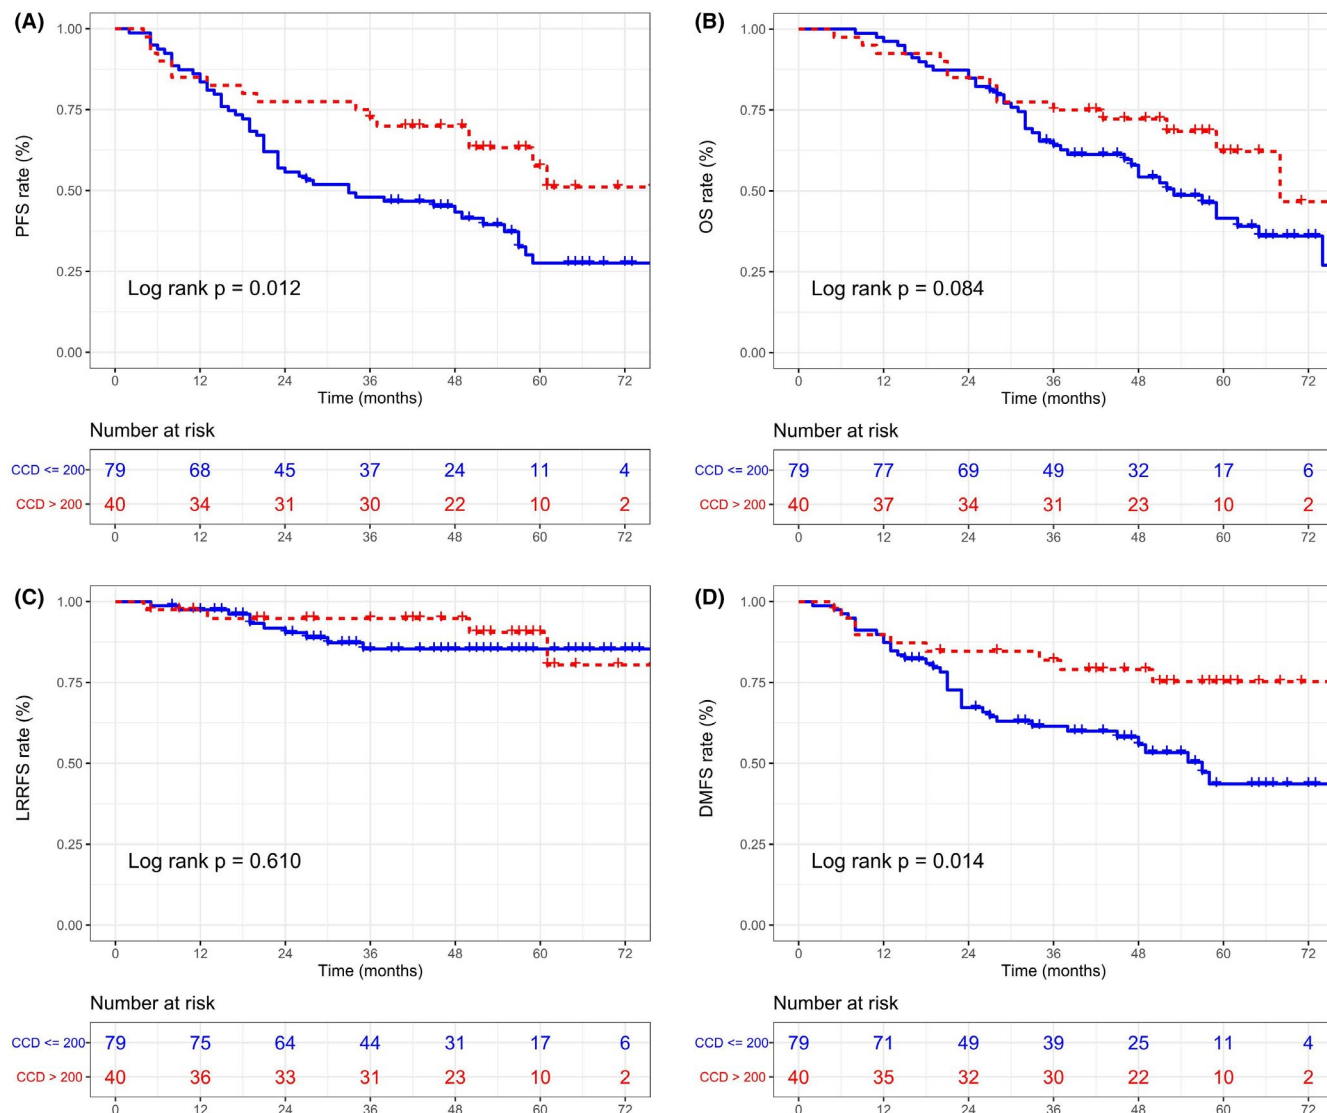 (A)
1.00
0.75
0.50
0.25
0.00
PFS rate (%)
Log rank p = 0.012
0 12 24 36 48 60 72
Time (months)
Number at risk
CCD <= 200 79 68 45 37 24 11 4
CCD > 200 40 34 31 30 22 10 2
0 12 24 36 48 60 72
(B)
1.00
0.75
0.50
0.25
0.00
OS rate (%)
Log rank p = 0.084
0 12 24 36 48 60 72
Time (months)
Number at risk
CCD <= 200 79 77 69 49 32 17 6
CCD > 200 40 37 34 31 23 10 2
0 12 24 36 48 60 72
(C)
1.00
0.75
0.50
0.25
0.00
LRRFS rate (%)
Log rank p = 0.610
0 12 24 36 48 60 72
Time (months)
Number at risk
CCD <= 200 79 75 64 44 31 17 6
CCD > 200 40 36 33 31 23 10 2
0 12 24 36 48 60 72
(D)
1.00
0.75
0.50
0.25
0.00
DMFS rate (%)
Log rank p = 0.014
0 12 24 36 48 60 72
Time (months)
Number at risk
CCD <= 200 79 71 49 39 25 11 4
CCD > 200 40 35 32 30 22 10 2
0 12 24 36 48 60 72